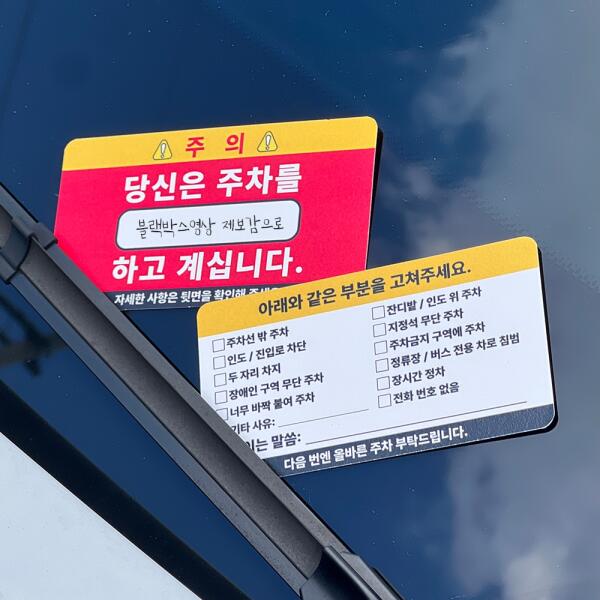 주 의
당신은 주차를
블랙박스영상 제보감으로
하고 계십니다.
자세한 사항은 뒷면을 확인해
아래와 같은 부분을 고쳐주세요.
주차선 밖 주차
인도 / 진입로 차단
두 자리 차지
장애인 구역 무단 주차
너무 바짝 붙여 주차
기타 사유:
잔디밭 / 인도 위 주차
지정석 무단 주차
주차금지 구역에 주차
정류장 / 버스 전용 차로 침범
장시간 정차
전화 번호 없음
는 말씀:
다음 번엔 올바른 주차 부탁드립니다.